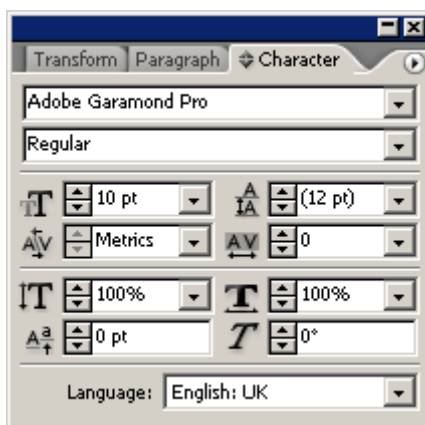 Transform Paragraph Character
Adobe Garamond Pro
Regular
10 pt (12 pt)
Metrics 0
100% 100%
0 pt 0°
Language: English: UK